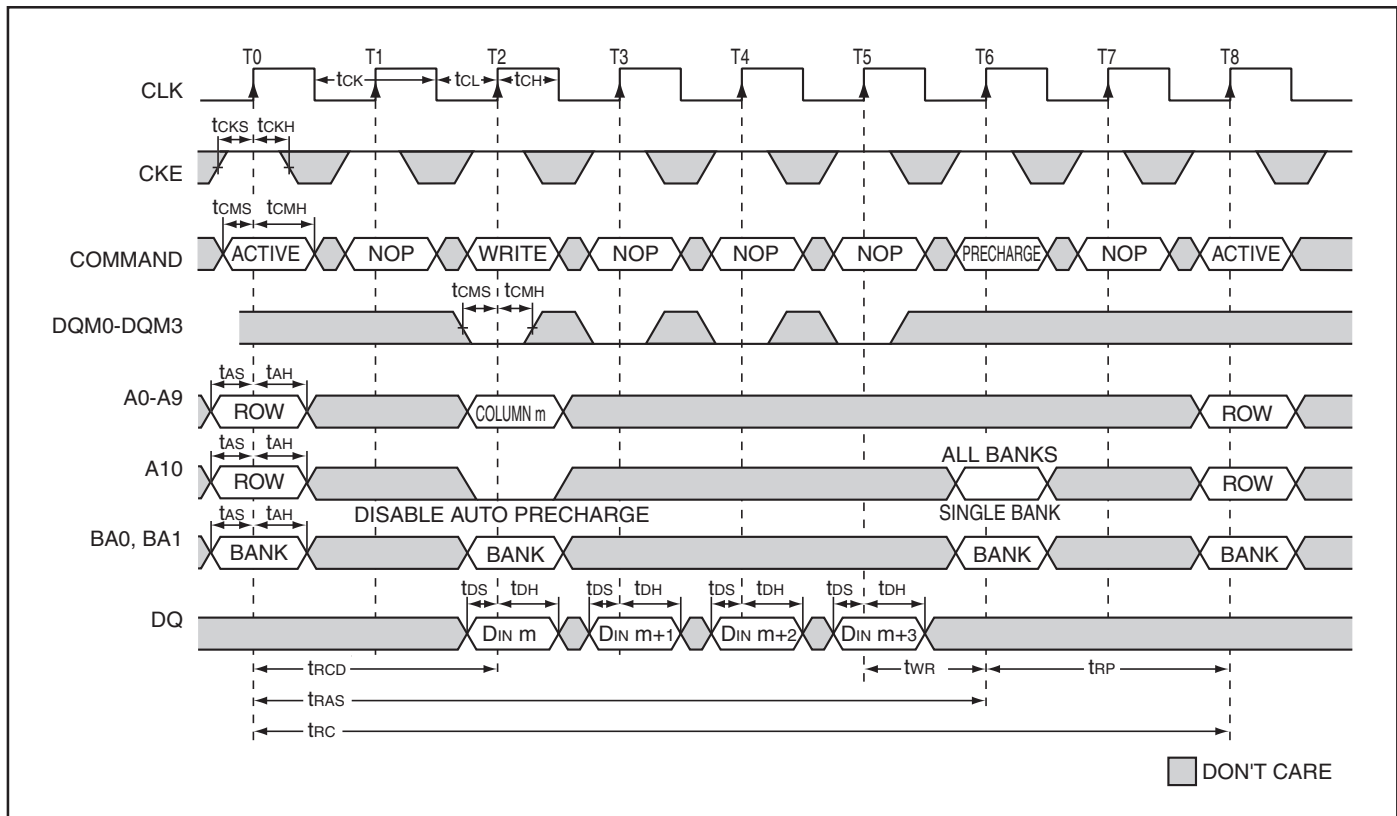 T0 T1 T2 T3 T4 T5 T6 T7 T8
CLK tCK tCL tCH
tCKS tCKH
CKE
tCMS tCMH
COMMAND ACTIVE NOP WRITE NOP NOP NOP PRECHARGE NOP ACTIVE
tCMS tCMH
DQM0-DQM3
tAS tAH
A0-A9 ROW COLUMN m ROW
tAS tAH ALL BANKS
A10 ROW ROW
tAS tAH DISABLE AUTO PRECHARGE SINGLE BANK
BA0, BA1 BANK BANK BANK BANK
tDS tDH tDS tDH tDS tDH tDS tDH
DQ DIN m DIN m+1 DIN m+2 DIN m+3
tRCD tWR tRP
tRAS
tRC
DON'T CARE